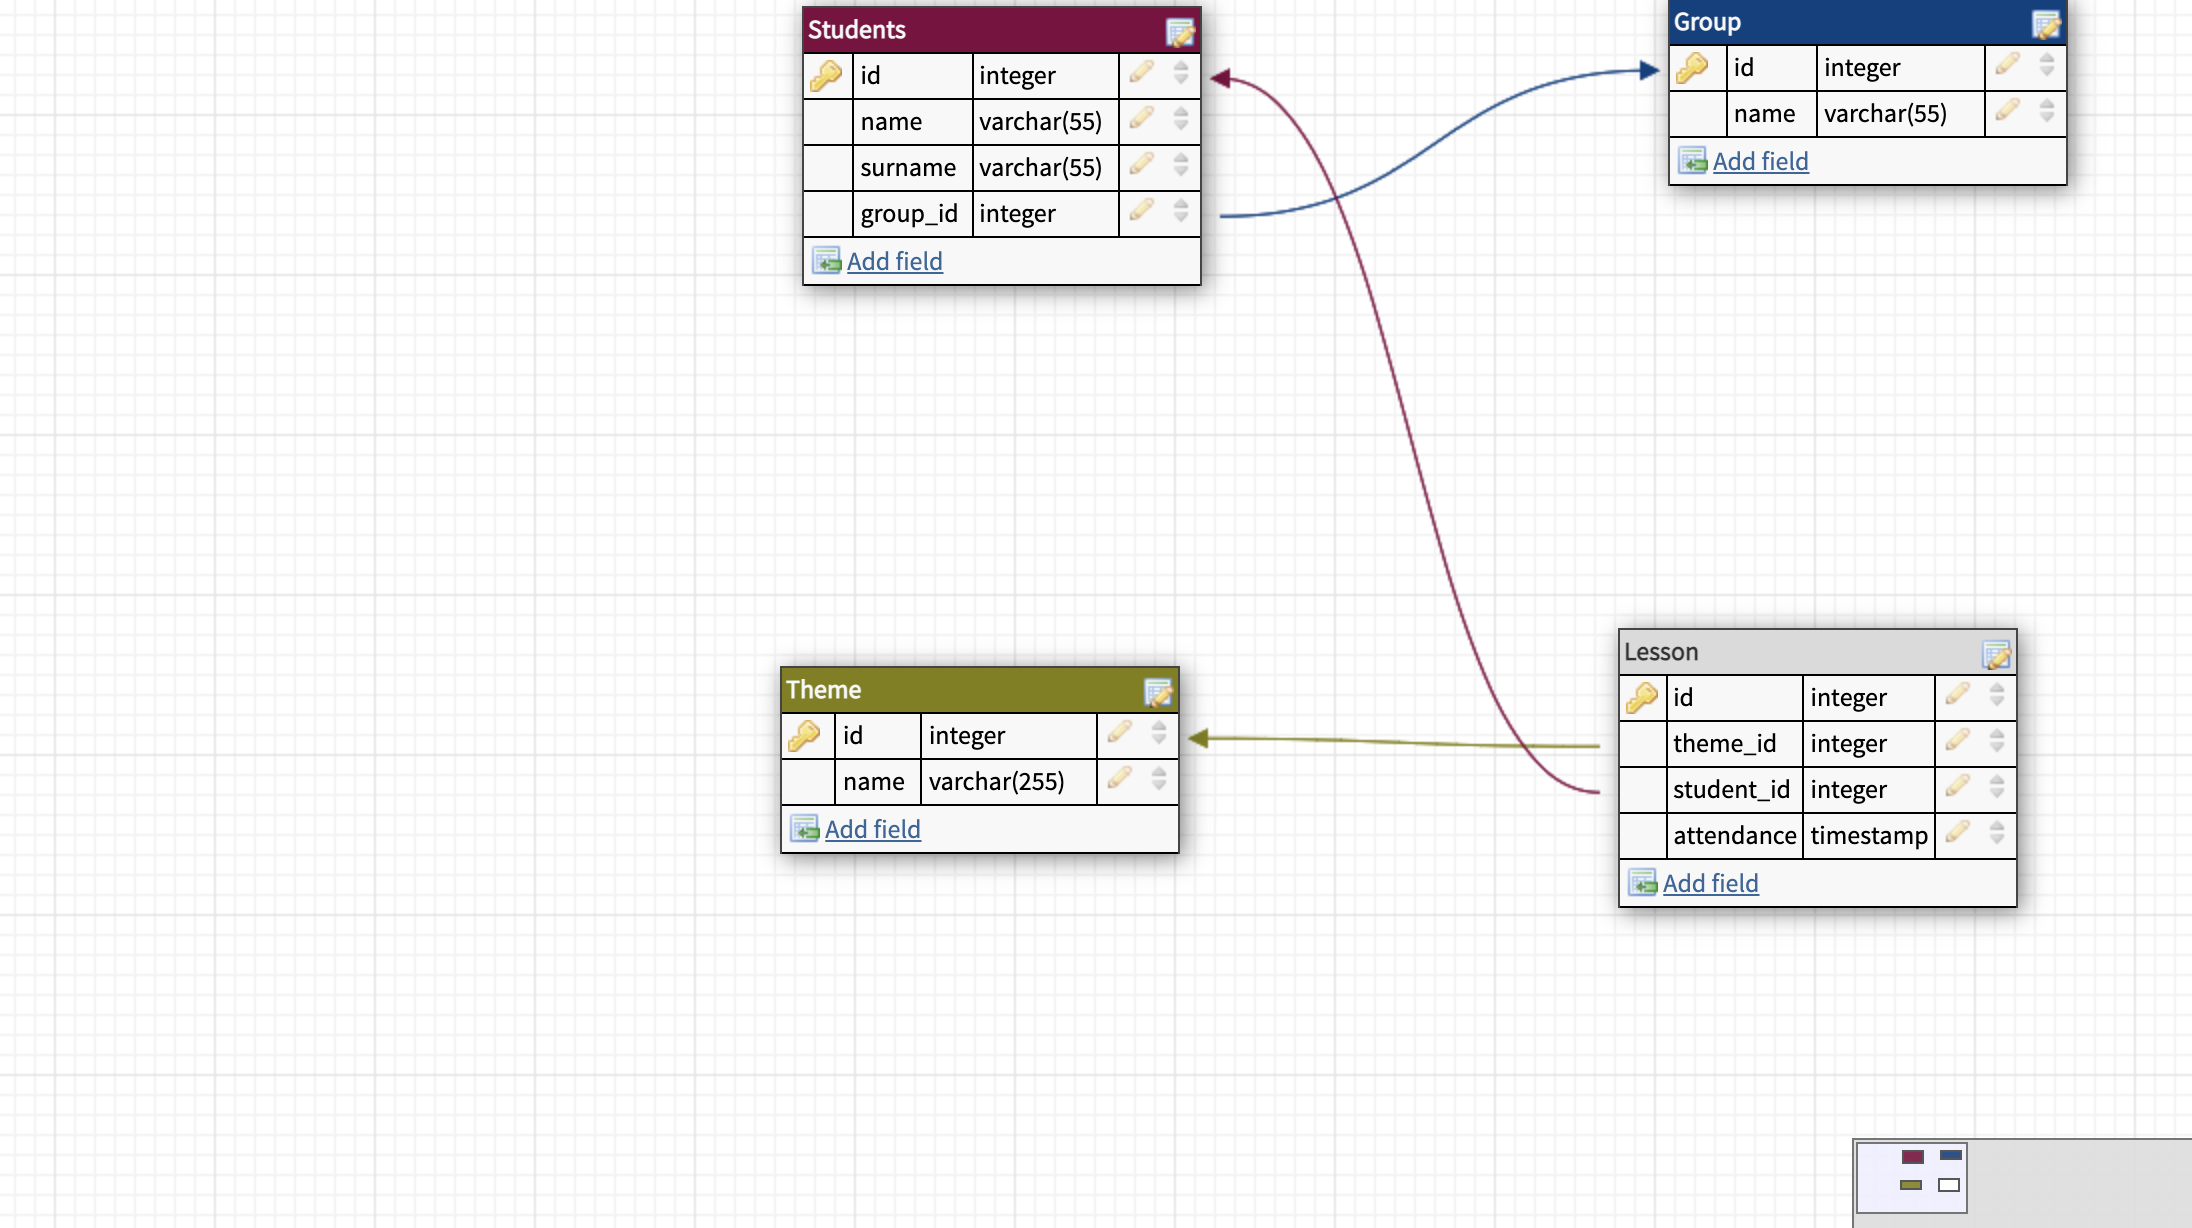 Students
id integer
name varchar(55)
surname varchar(55)
group_id integer
Add field
Group
id integer
name varchar(55)
Add field
Theme
id integer
name varchar(255)
Add field
Lesson
id integer
theme_id integer
student_id integer
attendance timestamp
Add field